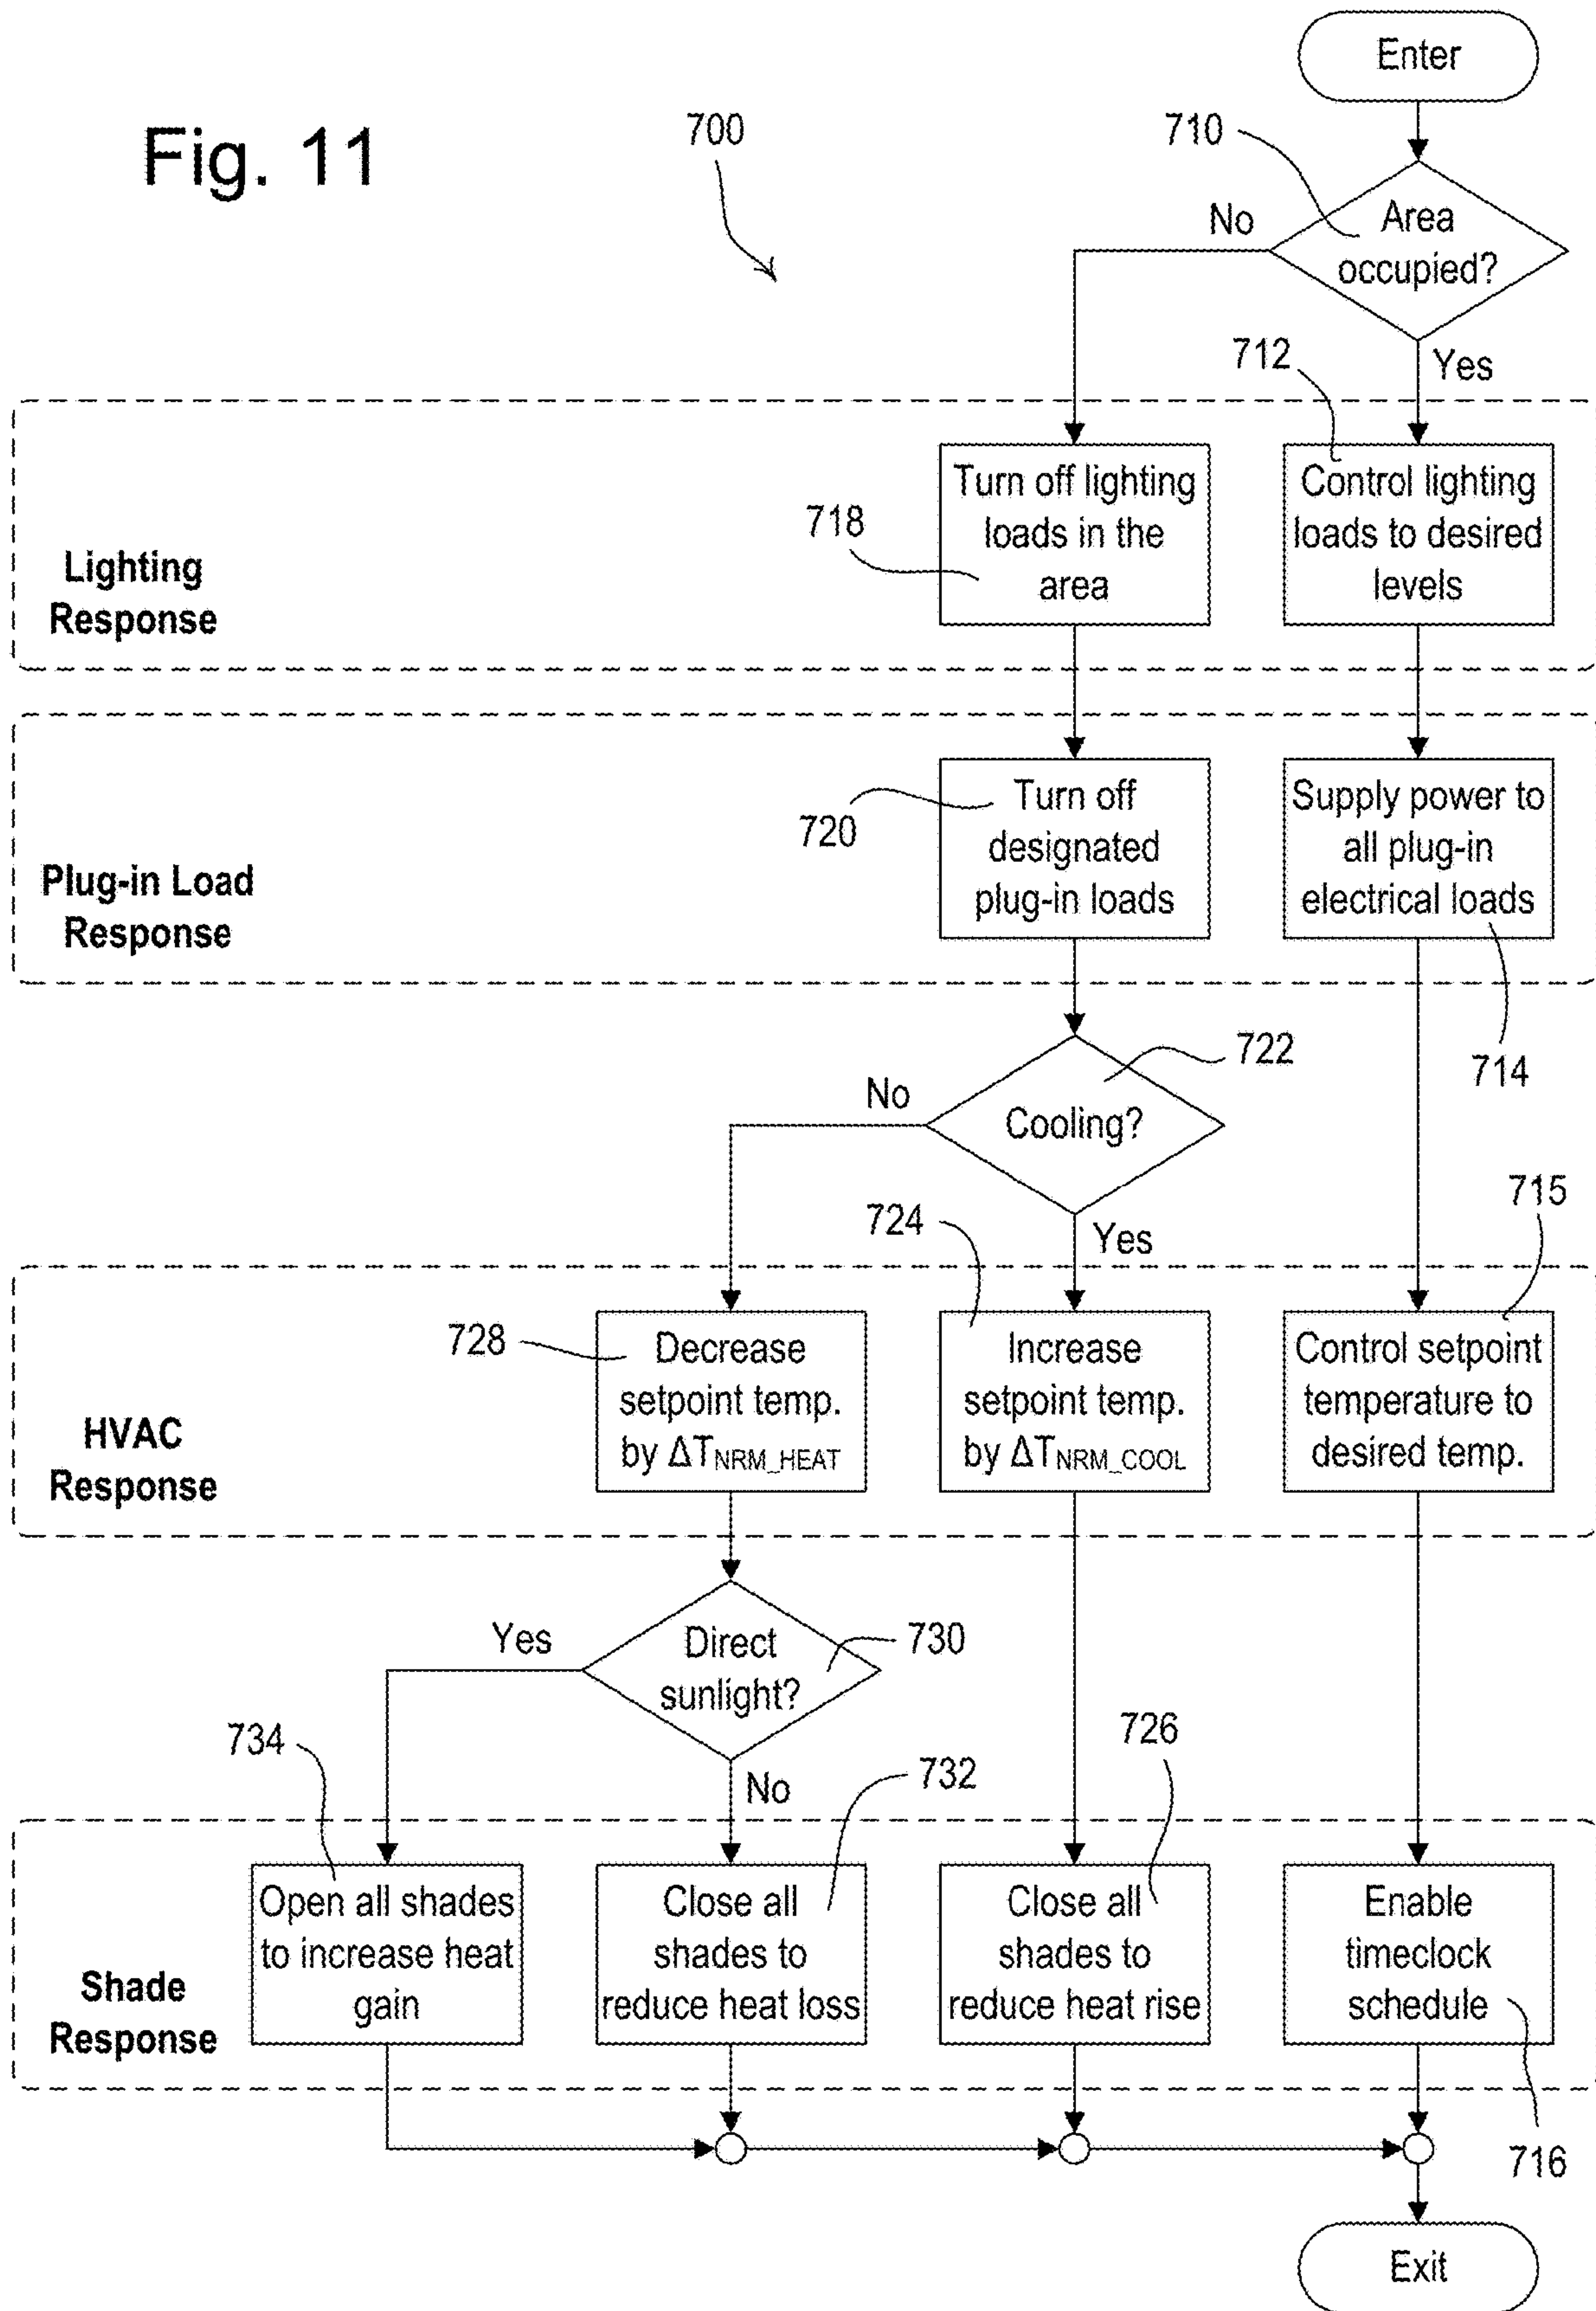 Enter
Fig. 11
700
710
Area
occupied?
No
Yes
712
Lighting
Response
718
Turn off lighting
loads in the
area
Control lighting
loads to desired
levels
Plug-in Load
Response
720
Turn off
designated
plug-in loads
Supply power to
all plug-in
electrical loads
714
722
Cooling?
No
Yes
724
715
HVAC
Response
728
Decrease
setpoint temp.
by ΔTNRM_HEAT
Increase
setpoint temp.
by ΔTNRM_COOL
Control setpoint
temperature to
desired temp.
Direct
sunlight?
730
Yes
No
734
732
726
Shade
Response
Open all shades
to increase heat
gain
Close all
shades to
reduce heat loss
Close all
shades to
reduce heat rise
Enable
timeclock
schedule
716
Exit